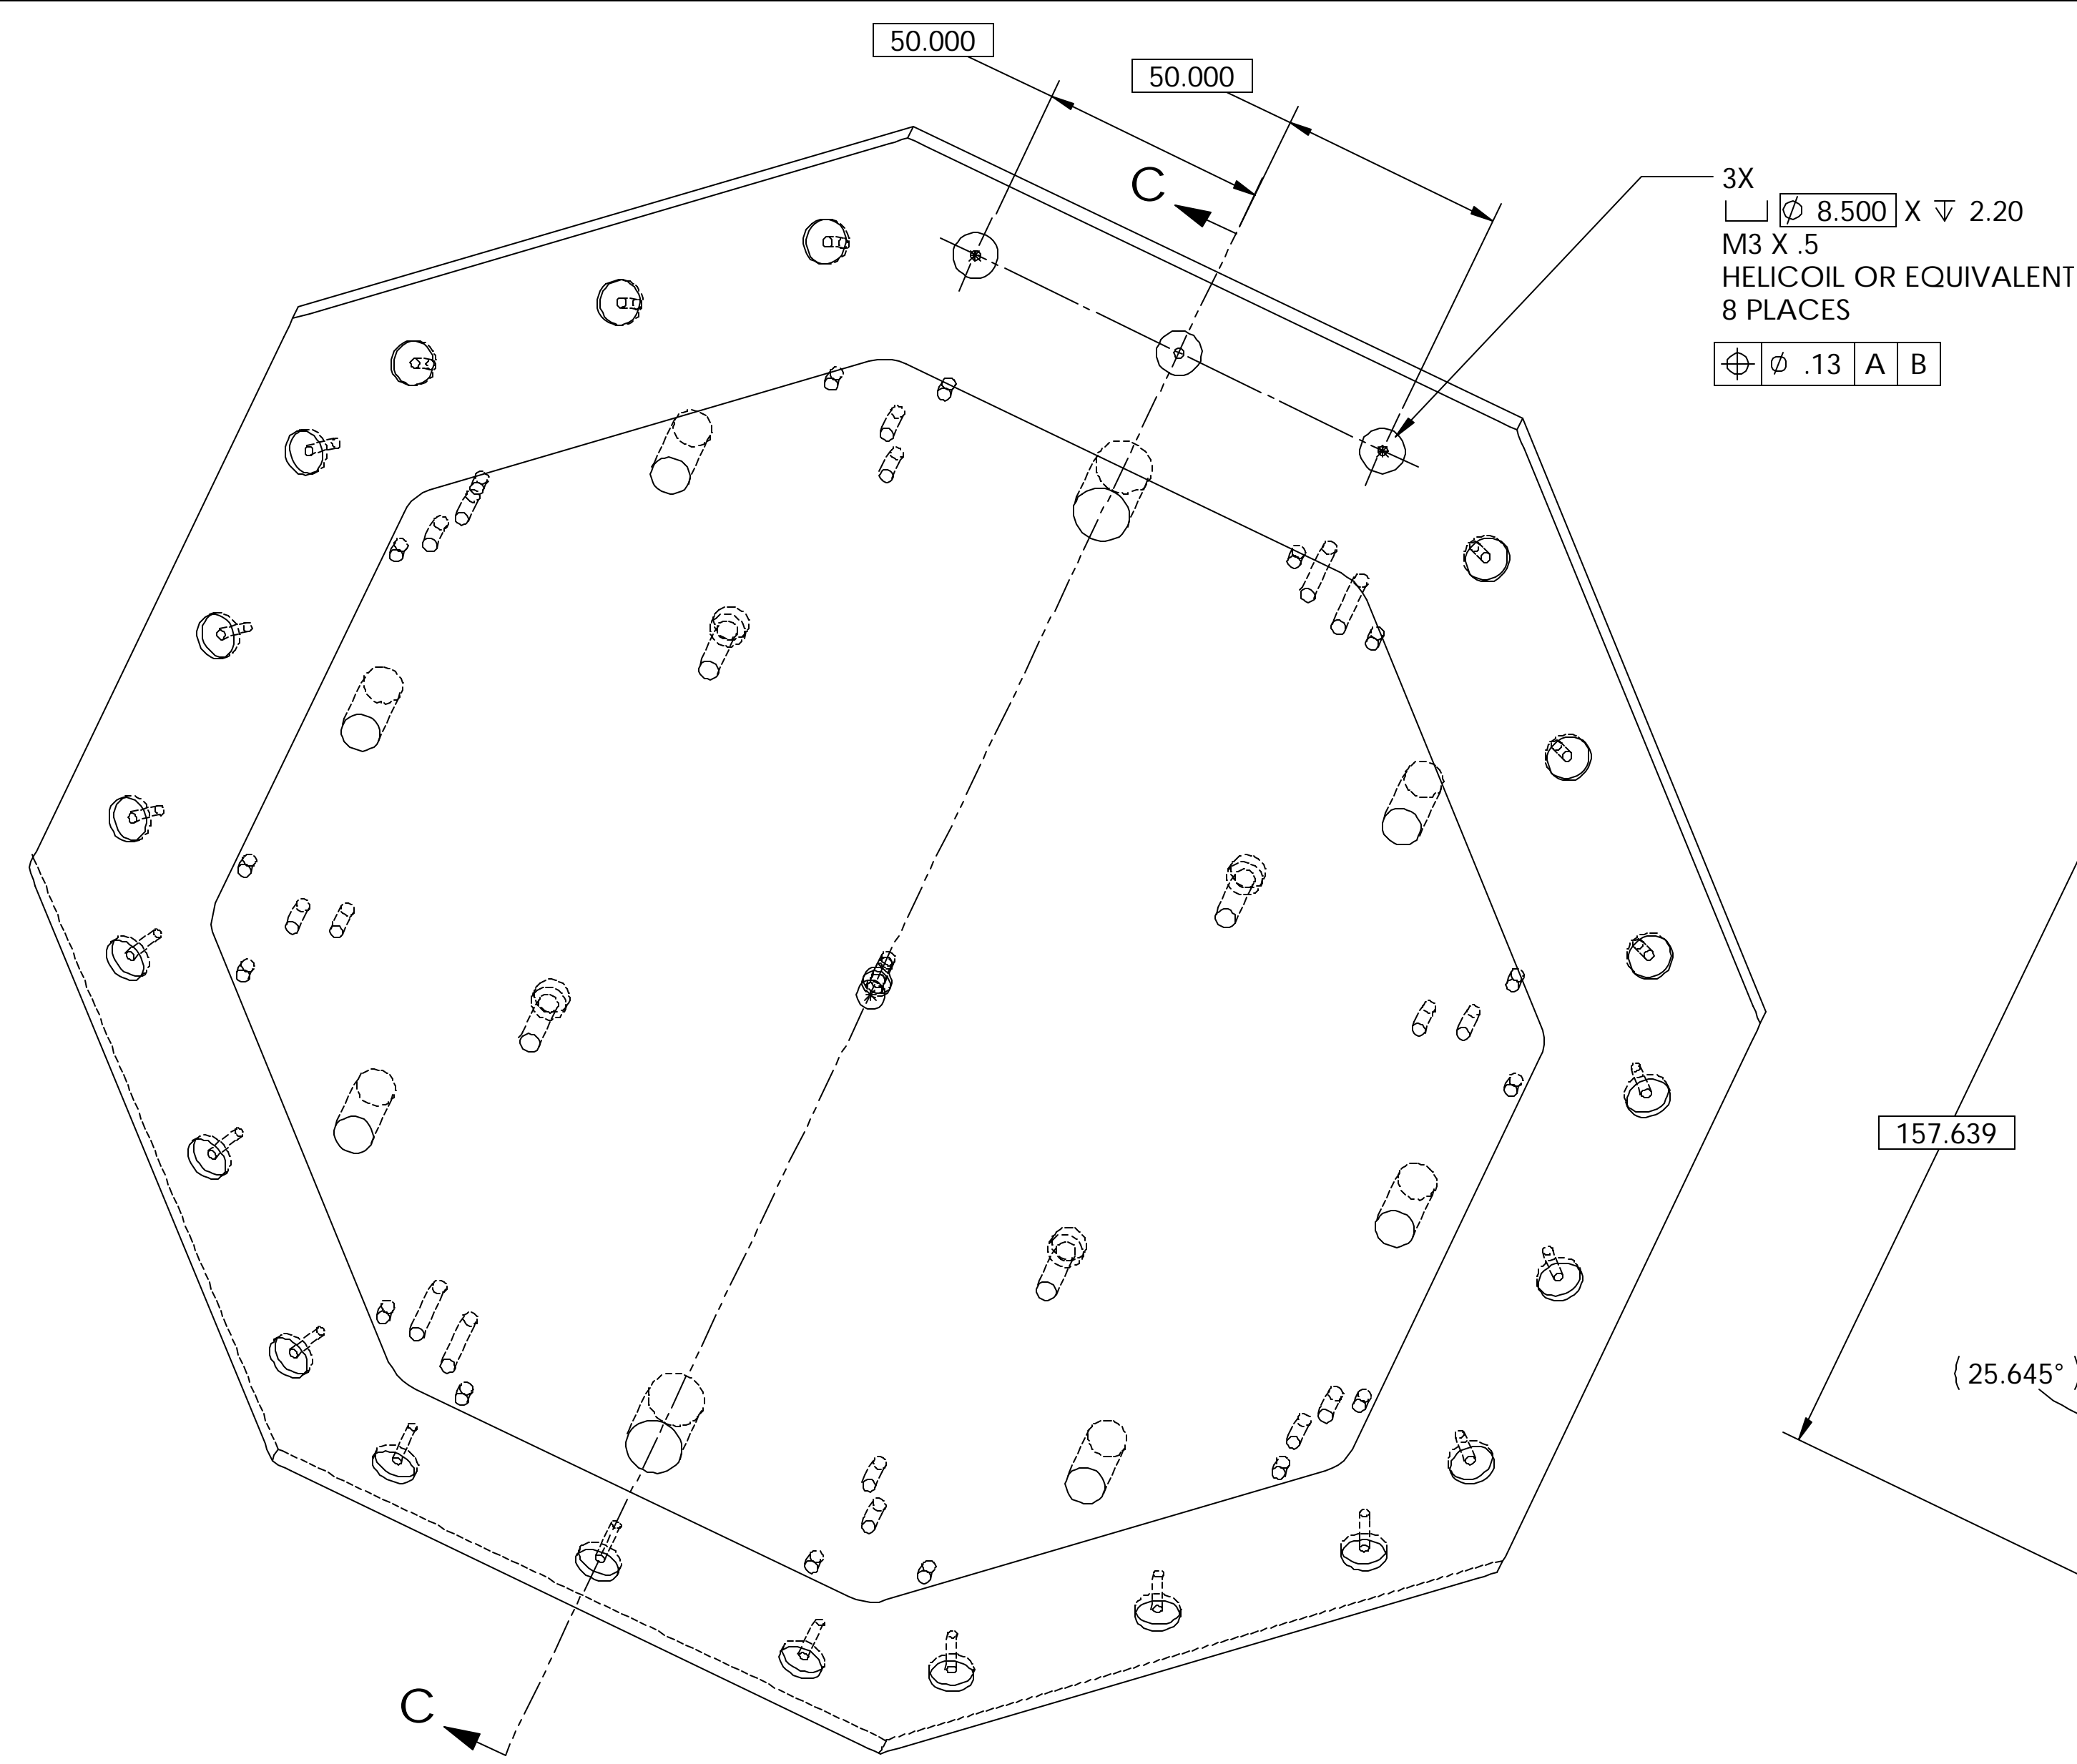 50.000
50.000
C
3X
⌴ ⌀ 8.500 X ↧ 2.20
M3 X .5
HELICOIL OR EQUIVALENT
8 PLACES
⌖ ⌀ .13 A B
157.639
( 25.645° )
C